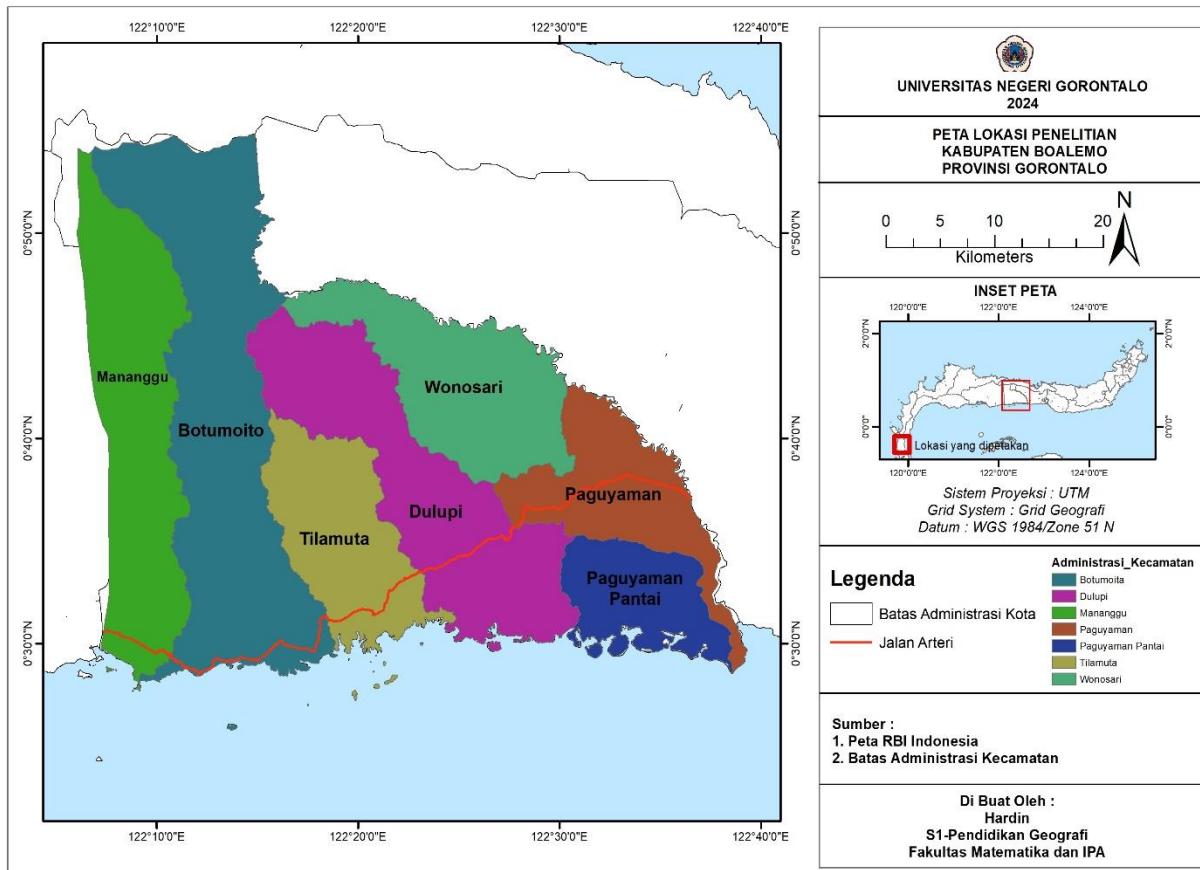 122°10'0"E
122°20'0"E
122°30'0"E
122°40'0"E
0°50'0"N
0°40'0"N
0°30'0"N
0°50'0"N
0°40'0"N
0°30'0"N
122°10'0"E
122°20'0"E
122°30'0"E
122°40'0"E
Mananggu
Botumoito
Wonosari
Tilamuta
Dulupi
Paguyaman
Paguyaman
Pantai
UNIVERSITAS NEGERI GORONTALO
2024
PETA LOKASI PENELITIAN
KABUPATEN BOALEMO
PROVINSI GORONTALO
0 5 10 20
Kilometers
N
INSET PETA
120°0'0"E 122°0'0"E 124°0'0"E
2°0'0"N
0°0'0"N
2°0'0"N
0°0'0"N
Lokasi yang dipetakan
120°0'0"E 122°0'0"E 124°0'0"E
Sistem Proyeksi : UTM
Grid System : Grid Geografi
Datum : WGS 1984/Zone 51 N
Legenda
Batas Administrasi Kota
Jalan Arteri
Administrasi_Kecamatan
Botumoita
Dulupi
Mananggu
Paguyaman
Paguyaman Pantai
Tilamuta
Wonosari
Sumber :
1. Peta RBI Indonesia
2. Batas Administrasi Kecamatan
Di Buat Oleh :
Hardin
S1-Pendidikan Geografi
Fakultas Matematika dan IPA